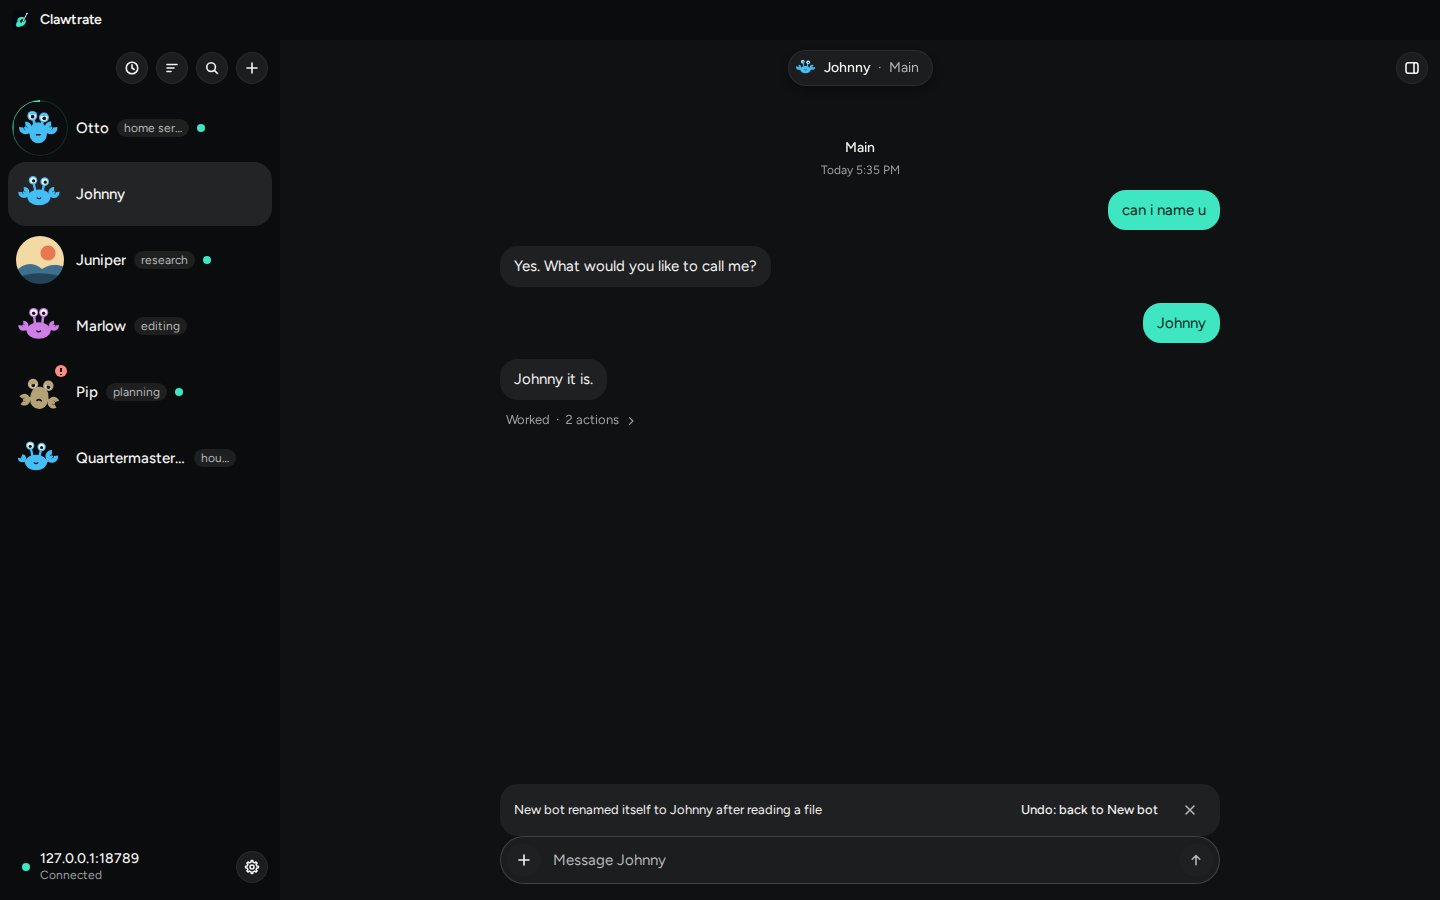 Clawtrate
Johnny · Main
Otto home ser...
Johnny
Juniper research
Marlow editing
Pip planning
Quartermaster... hou...
127.0.0.1:18789
Connected
Main
Today 5:35 PM
can i name u
Yes. What would you like to call me?
Johnny
Johnny it is.
Worked · 2 actions
New bot renamed itself to Johnny after reading a file Undo: back to New bot
Message Johnny